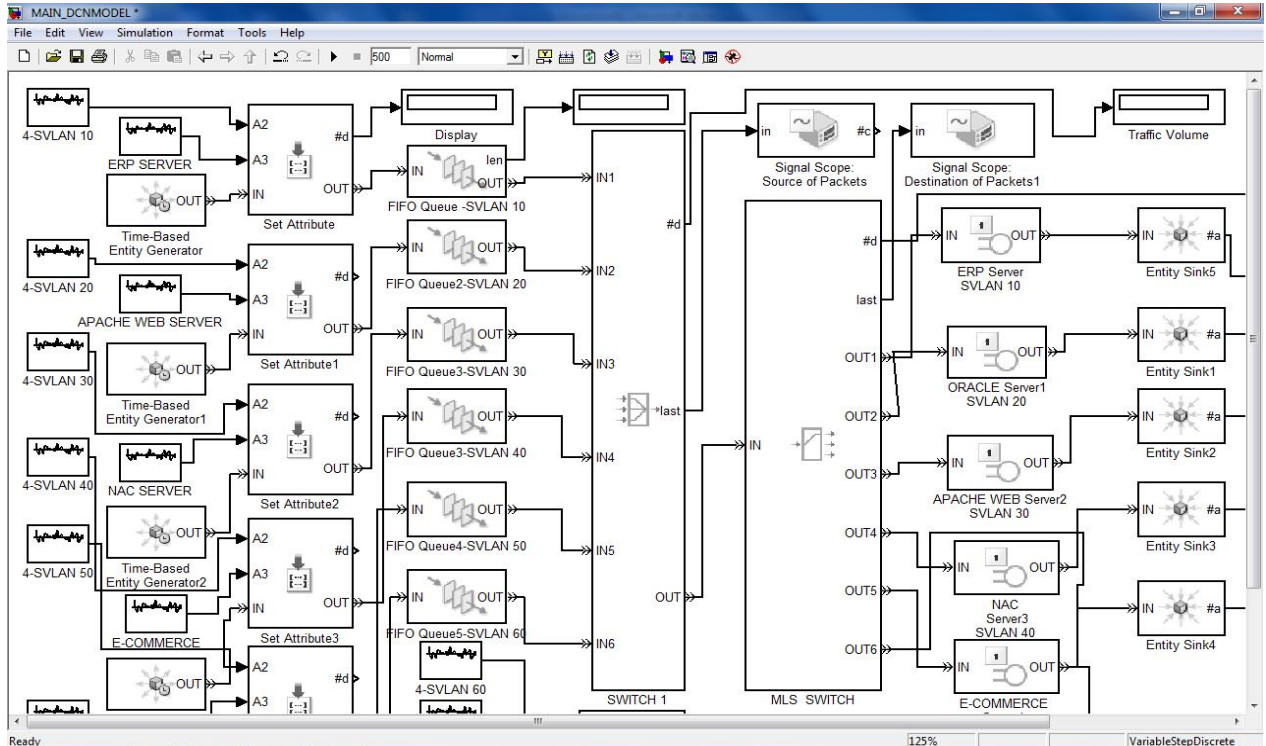 MAIN_DCNMODEL *
File Edit View Simulation Format Tools Help
500 Normal
4-SVLAN 10
ERP SERVER
Time-Based
Entity Generator
OUT
A2
A3
IN
#d
OUT
Set Attribute
Display
IN
len
OUT
FIFO Queue -SVLAN 10
4-SVLAN 20
APACHE WEB SERVER
A2
A3
IN
#d
OUT
Set Attribute1
IN OUT
FIFO Queue2-SVLAN 20
4-SVLAN 30
OUT
Time-Based
Entity Generator1
A2
A3
IN
#d
OUT
Set Attribute2
IN OUT
FIFO Queue3-SVLAN 30
4-SVLAN 40
NAC SERVER
OUT
Time-Based
Entity Generator2
IN OUT
FIFO Queue3-SVLAN 40
4-SVLAN 50
E-COMMERCE
A2
A3
IN
#d
OUT
Set Attribute3
IN OUT
FIFO Queue4-SVLAN 50
IN OUT
FIFO Queue5-SVLAN 60
OUT
A2
A3
#d
4-SVLAN 60
IN1
IN2
IN3
IN4
IN5
IN6
#d
last
OUT
SWITCH 1
in #c
Signal Scope:
Source of Packets
in
Signal Scope:
Destination of Packets1
Traffic Volume
IN
#d
last
OUT1
OUT2
OUT3
OUT4
OUT5
OUT6
MLS SWITCH
IN OUT
ERP Server
SVLAN 10
IN #a
Entity Sink5
IN OUT
ORACLE Server1
SVLAN 20
IN #a
Entity Sink1
IN OUT
APACHE WEB Server2
SVLAN 30
IN #a
Entity Sink2
IN OUT
NAC
Server3
SVLAN 40
IN #a
Entity Sink3
IN OUT
E-COMMERCE
IN #a
Entity Sink4
Ready 125% VariableStepDiscrete